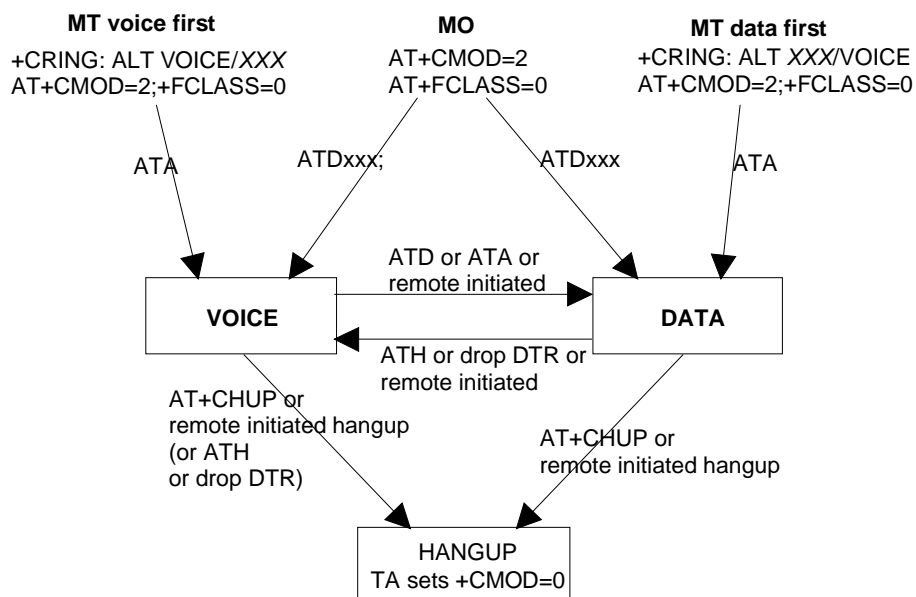 MT voice first
+CRING: ALT VOICE/XXX
AT+CMOD=2;+FCLASS=0
MO
AT+CMOD=2
AT+FCLASS=0
MT data first
+CRING: ALT XXX/VOICE
AT+CMOD=2;+FCLASS=0
ATA
ATDxxx;
ATDxxx
ATA
ATD or ATA or
remote initiated
VOICE
DATA
ATH or drop DTR or
remote initiated
AT+CHUP or
remote initiated hangup
(or ATH
or drop DTR)
AT+CHUP or
remote initiated hangup
HANGUP
TA sets +CMOD=0